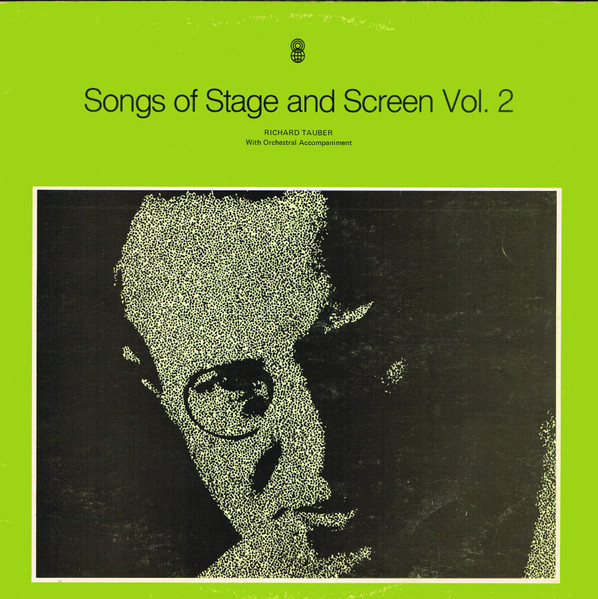 Songs of Stage and Screen Vol. 2
RICHARD TAUBER
With Orchestral Accompaniment